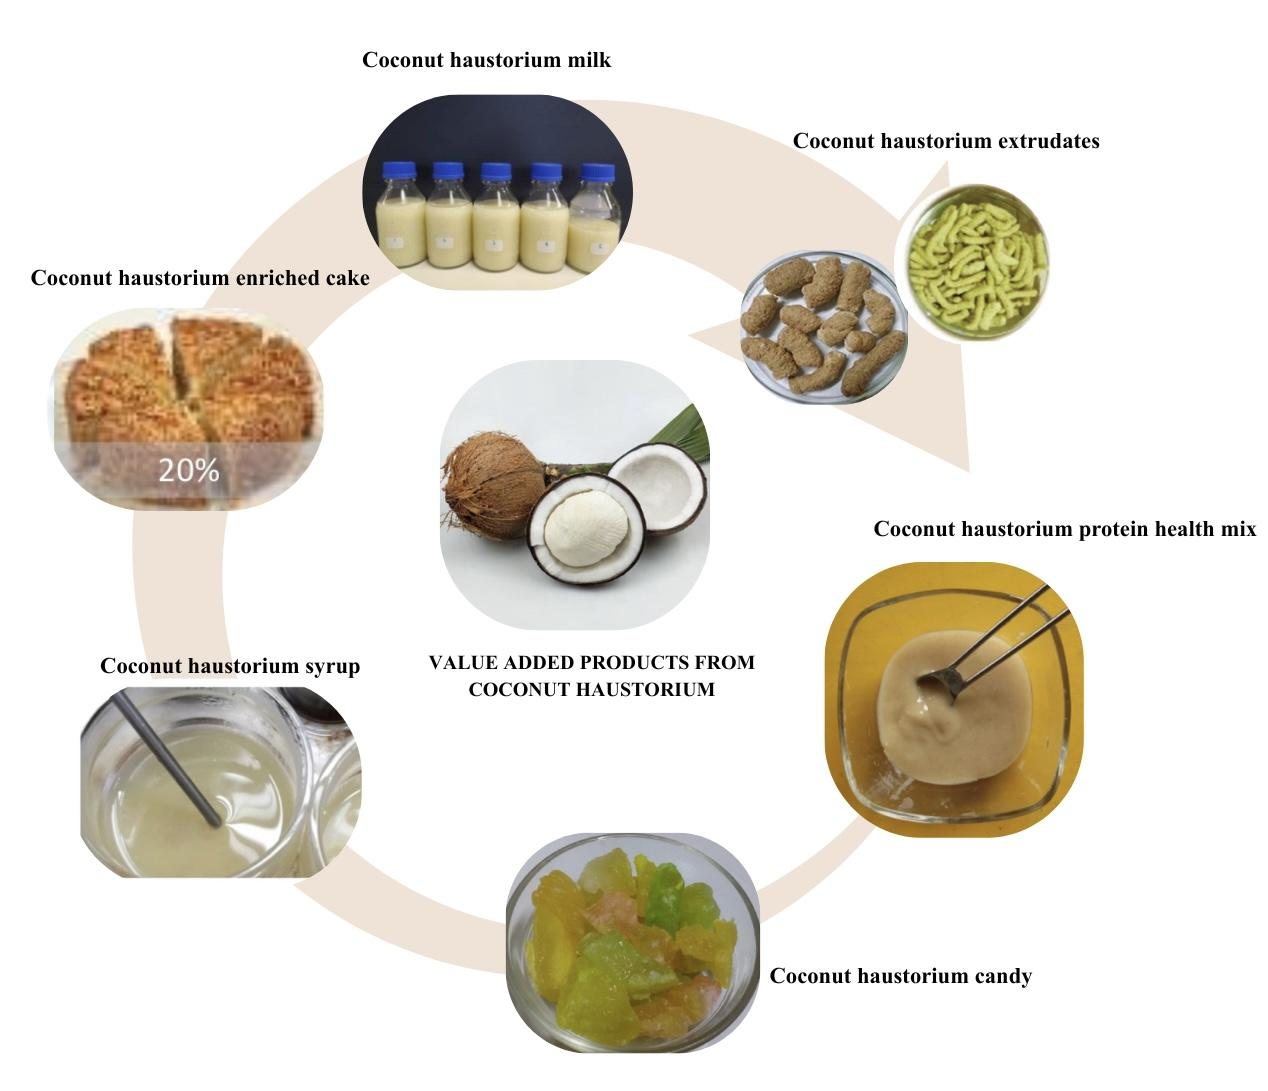 Coconut haustorium milk
Coconut haustorium extrudates
Coconut haustorium enriched cake
20%
Coconut haustorium protein health mix
Coconut haustorium syrup
VALUE ADDED PRODUCTS FROM
COCONUT HAUSTORIUM
Coconut haustorium candy